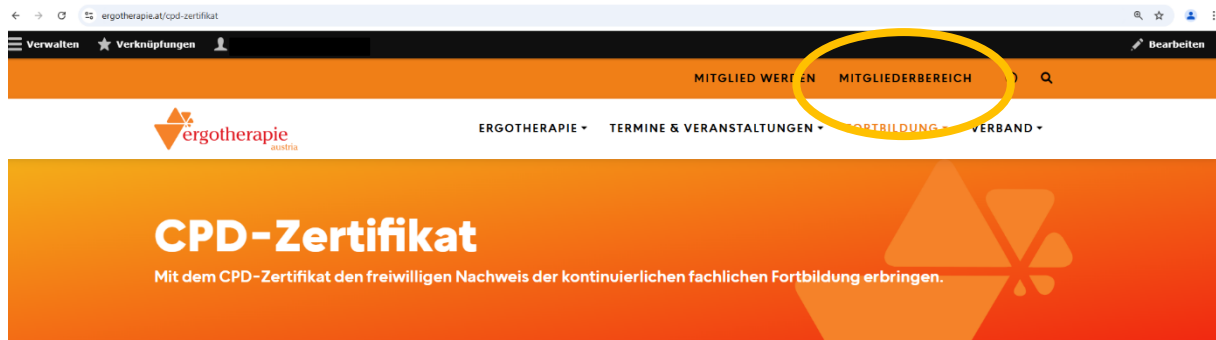 ergotherapie.at/cpd-zertifikat
Verwalten Verknüpfungen Bearbeiten
MITGLIED WERDEN MITGLIEDERBEREICH
ergotherapie
austria
ERGOTHERAPIE TERMINE & VERANSTALTUNGEN FORTBILDUNG VERBAND
CPD-Zertifikat
Mit dem CPD-Zertifikat den freiwilligen Nachweis der kontinuierlichen fachlichen Fortbildung erbringen.